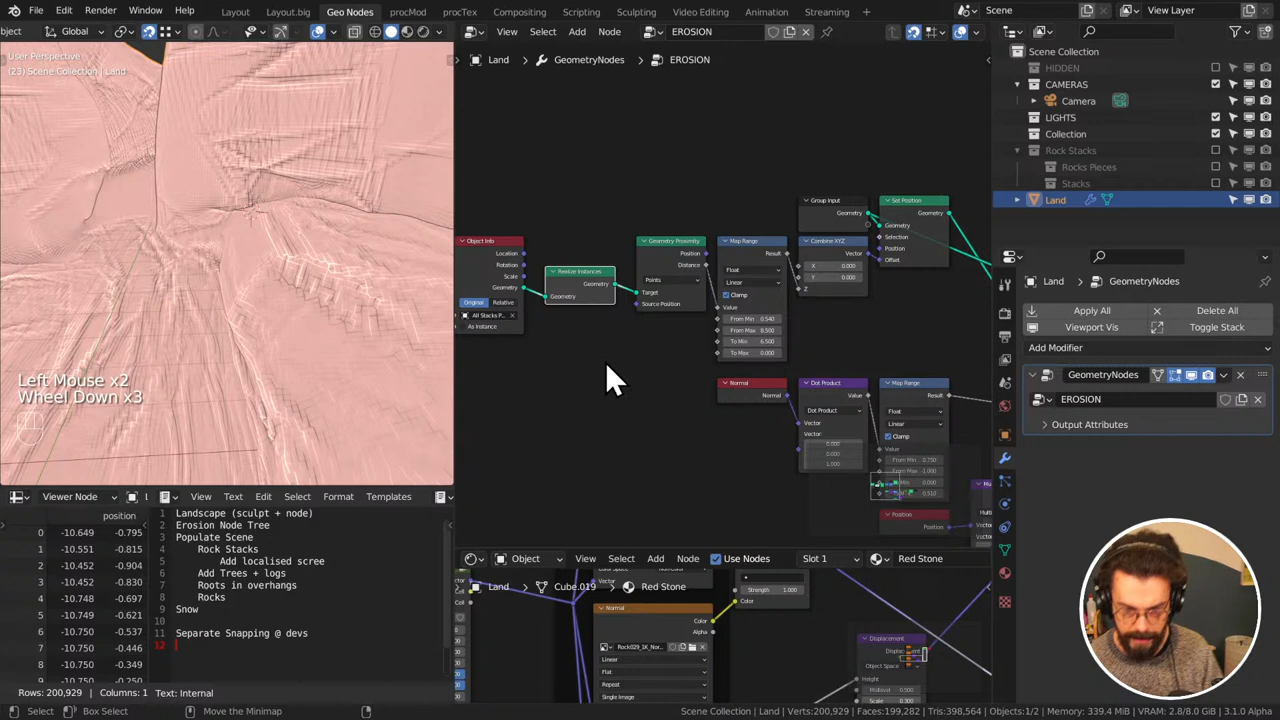 File Edit Render Window Help
Layout Layout.big Geo Nodes procMod procTex Compositing Scripting Sculpting Video Editing Animation Streaming
Scene
View Layer
bject Global
View Select Add Node EROSION
User Perspective
(23) Scene Collection | Land
Land GeometryNodes EROSION
Scene Collection
HIDDEN
CAMERAS
Camera
LIGHTS
Collection
Rock Stacks
Rocks Pieces
Stacks
Land
Object Info
Location
Rotation
Scale
Geometry
Original Relative
All Stacks P...
As Instance
Realize Instances
Geometry
Geometry
Geometry Proximity
Position
Distance
Points
Target
Source Position
Map Range
Result
Float
Linear
Clamp
Value
From Min 0.540
From Max 8.500
To Min 6.500
To Max 0.000
Group Input
Geometry
Combine XYZ
Vector
X 0.000
Y 0.000
Z
Set Position
Geometry
Geometry
Selection
Position
Offset
Normal
Normal
Dot Product
Value
Dot Product
Vector
Vector:
0.000
0.000
1.000
Map Range
Result
Float
Linear
Clamp
Value
From Min 0.750
From Max -1.000
Min 0.000
0.510
Position
Position
Mu
Multi
Vecto
Vecto
Left Mouse x2
Wheel Down x3
Land GeometryNodes
Apply All Delete All
Viewport Vis Toggle Stack
Add Modifier
GeometryNodes
EROSION
Output Attributes
Viewer Node
position
0 -10.649 -0.795
1 -10.551 -0.815
2 -10.452 -0.904
3 -10.432 -0.830
4 -10.748 -0.697
5 -10.749 -0.621
6 -10.750 -0.537
7 -10.750 -0.446
8 -10.750 -0.349
Rows: 200,929 | Columns: 1
View Text Edit Select Format Templates
1 Landscape (sculpt + node)
2 Erosion Node Tree
3 Populate Scene
4 Rock Stacks
5 Add localised scree
6 Add Trees + logs
7 Roots in overhangs
8 Rocks
9 Snow
10
11 Separate Snapping @ devs
12
Text: Internal
Object View Select Add Node Use Nodes Slot 1 Red Stone
Land Cube.019 Red Stone
Strength 1.000
Color
Normal
Color
Alpha
Rock029_1K_Nor...
Linear
Flat
Repeat
Single Image
Displacement
Object Space
Height
Midlevel 0.500
Scale
Select Box Select Move the Minimap
Scene Collection | Land | Verts:200,929 | Faces:199,282 | Tris:398,564 | Objects:1/2 | Memory: 339.4 MiB | VRAM: 2.8/8.0 GiB | 3.1.0 Alpha